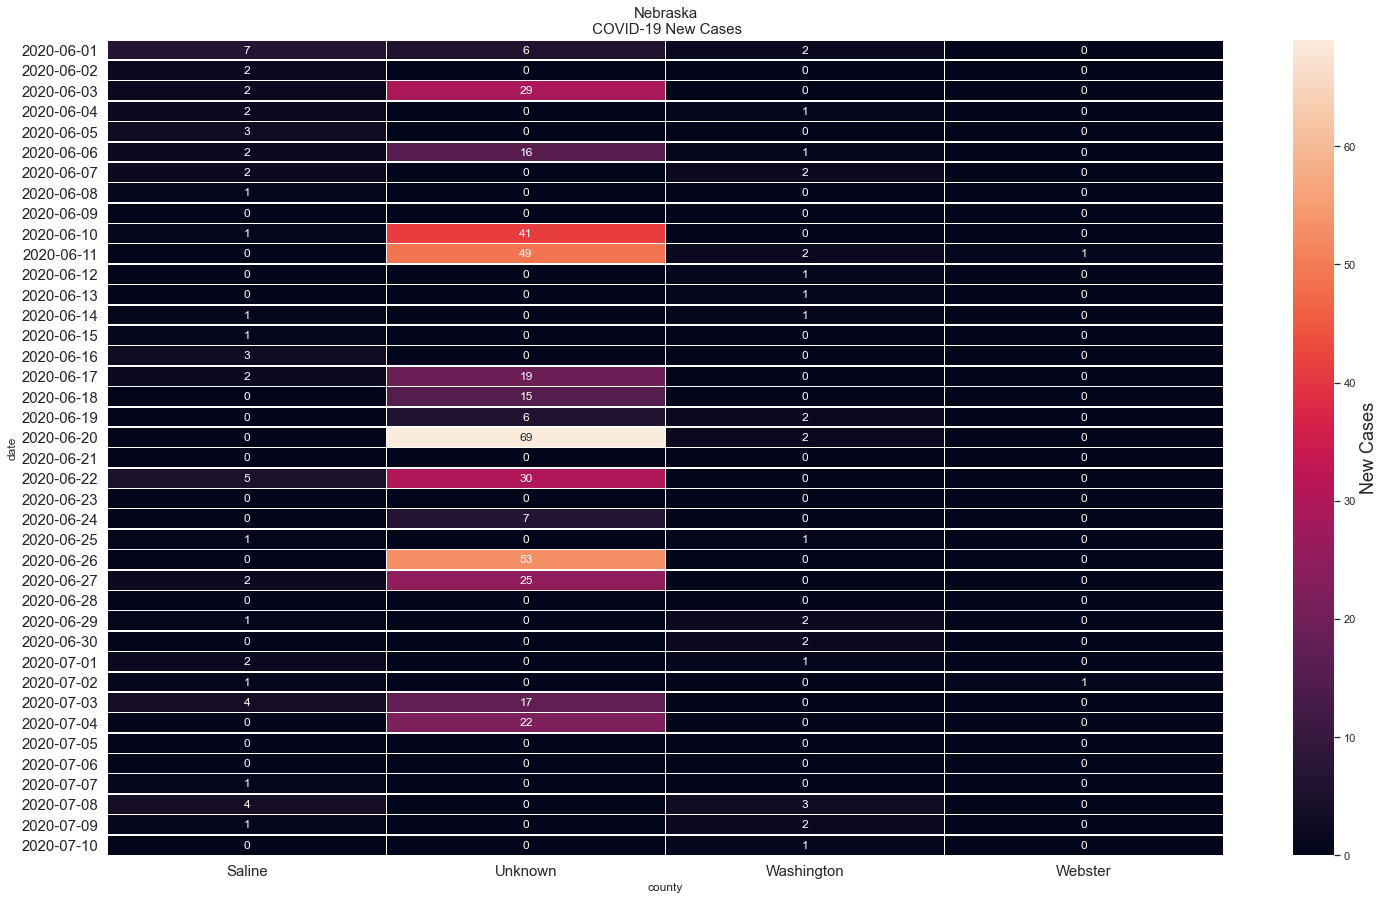 Nebraska
COVID-19 New Cases
2020-06-01 7 6 2 0
2020-06-02 2 0 0 0
2020-06-03 2 29 0 0
2020-06-04 2 0 1 0
2020-06-05 3 0 0 0
2020-06-06 2 16 1 0
2020-06-07 2 0 2 0
2020-06-08 1 0 0 0
2020-06-09 0 0 0 0
2020-06-10 1 41 0 0
2020-06-11 0 49 2 1
2020-06-12 0 0 1 0
2020-06-13 0 0 1 0
2020-06-14 1 0 1 0
2020-06-15 1 0 0 0
2020-06-16 3 0 0 0
2020-06-17 2 19 0 0
2020-06-18 0 15 0 0
2020-06-19 0 6 2 0
2020-06-20 0 69 2 0
2020-06-21 0 0 0 0
2020-06-22 5 30 0 0
2020-06-23 0 0 0 0
2020-06-24 0 7 0 0
2020-06-25 1 0 1 0
2020-06-26 0 53 0 0
2020-06-27 2 25 0 0
2020-06-28 0 0 0 0
2020-06-29 1 0 2 0
2020-06-30 0 0 2 0
2020-07-01 2 0 1 0
2020-07-02 1 0 0 1
2020-07-03 4 17 0 0
2020-07-04 0 22 0 0
2020-07-05 0 0 0 0
2020-07-06 0 0 0 0
2020-07-07 1 0 0 0
2020-07-08 4 0 3 0
2020-07-09 1 0 2 0
2020-07-10 0 0 1 0
Saline Unknown Washington Webster
county
date
60
50
40
30
20
10
0
New Cases